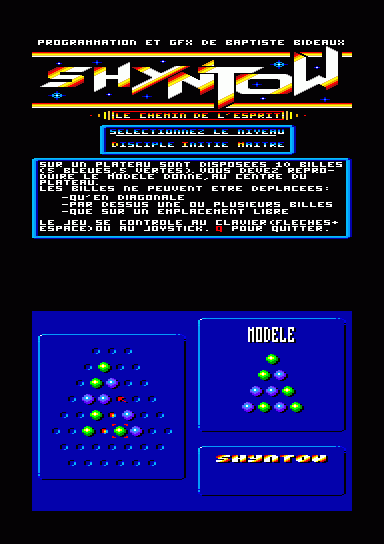 PROGRAMMATION ET GFX DE BAPTISTE BIDEAUX
SHYNTOW
LE CHEMIN DE L'ESPRIT
SELECTIONNEZ LE NIVEAU
DISCIPLE INITIE MAITRE
SUR UN PLATEAU SONT DISPOSEES 10 BILLES
(5 BLEUES,5 VERTES).VOUS DEVEZ REPRO-
DUIRE LE MODELE DONNE,AU CENTRE DU
PLATEAU.
LES BILLES NE PEUVENT ETRE DEPLACEES:
-QU'EN DIAGONALE
-PAR DESSUS UNE OU PLUSIEURS BILLES
-QUE SUR UN EMPLACEMENT LIBRE
LE JEU SE CONTROLE AU CLAVIER(FLECHES+
ESPACE)OU AU JOYSTICK. Q POUR QUITTER.
MODELE
SHYNTOW